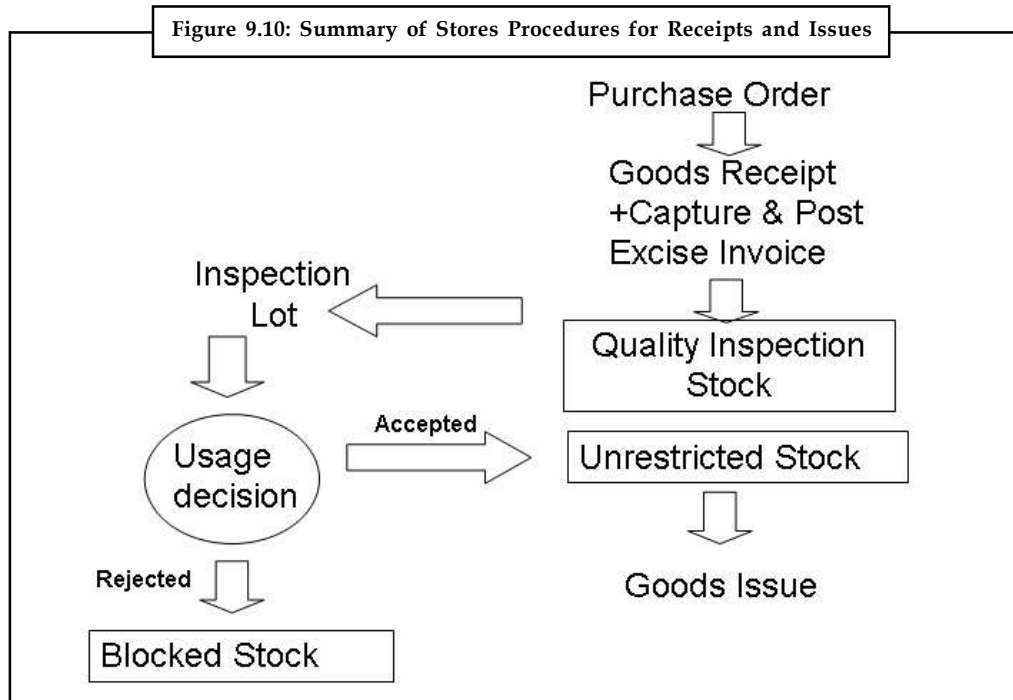 Figure 9.10: Summary of Stores Procedures for Receipts and Issues
Purchase Order
Goods Receipt
+Capture & Post
Excise Invoice
Inspection
Lot
Quality Inspection
Stock
Accepted
Usage
decision
Unrestricted Stock
Rejected
Goods Issue
Blocked Stock